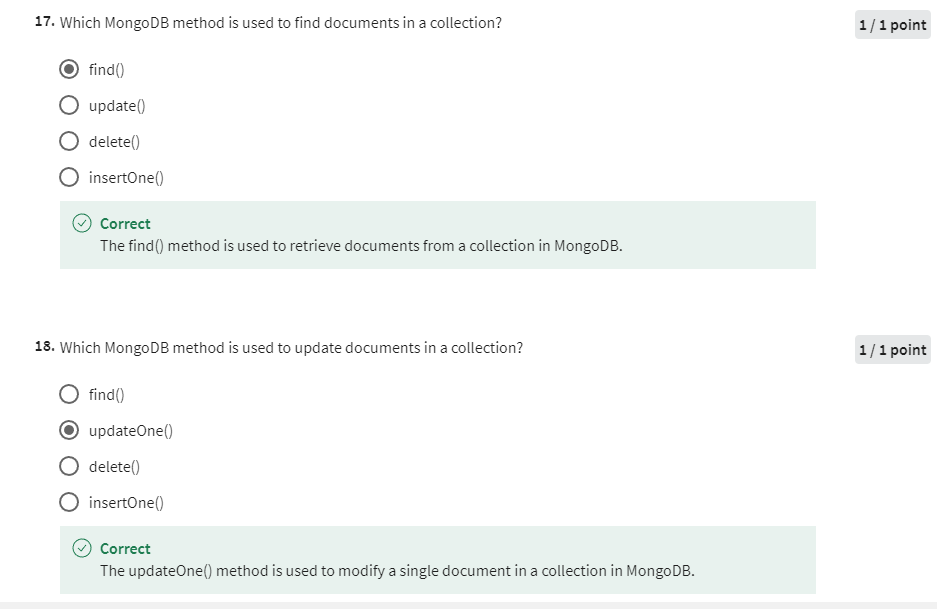 17. Which MongoDB method is used to find documents in a collection?
1 / 1 point
find()
update()
delete()
insertOne()
Correct
The find() method is used to retrieve documents from a collection in MongoDB.
18. Which MongoDB method is used to update documents in a collection?
1 / 1 point
find()
updateOne()
delete()
insertOne()
Correct
The updateOne() method is used to modify a single document in a collection in MongoDB.